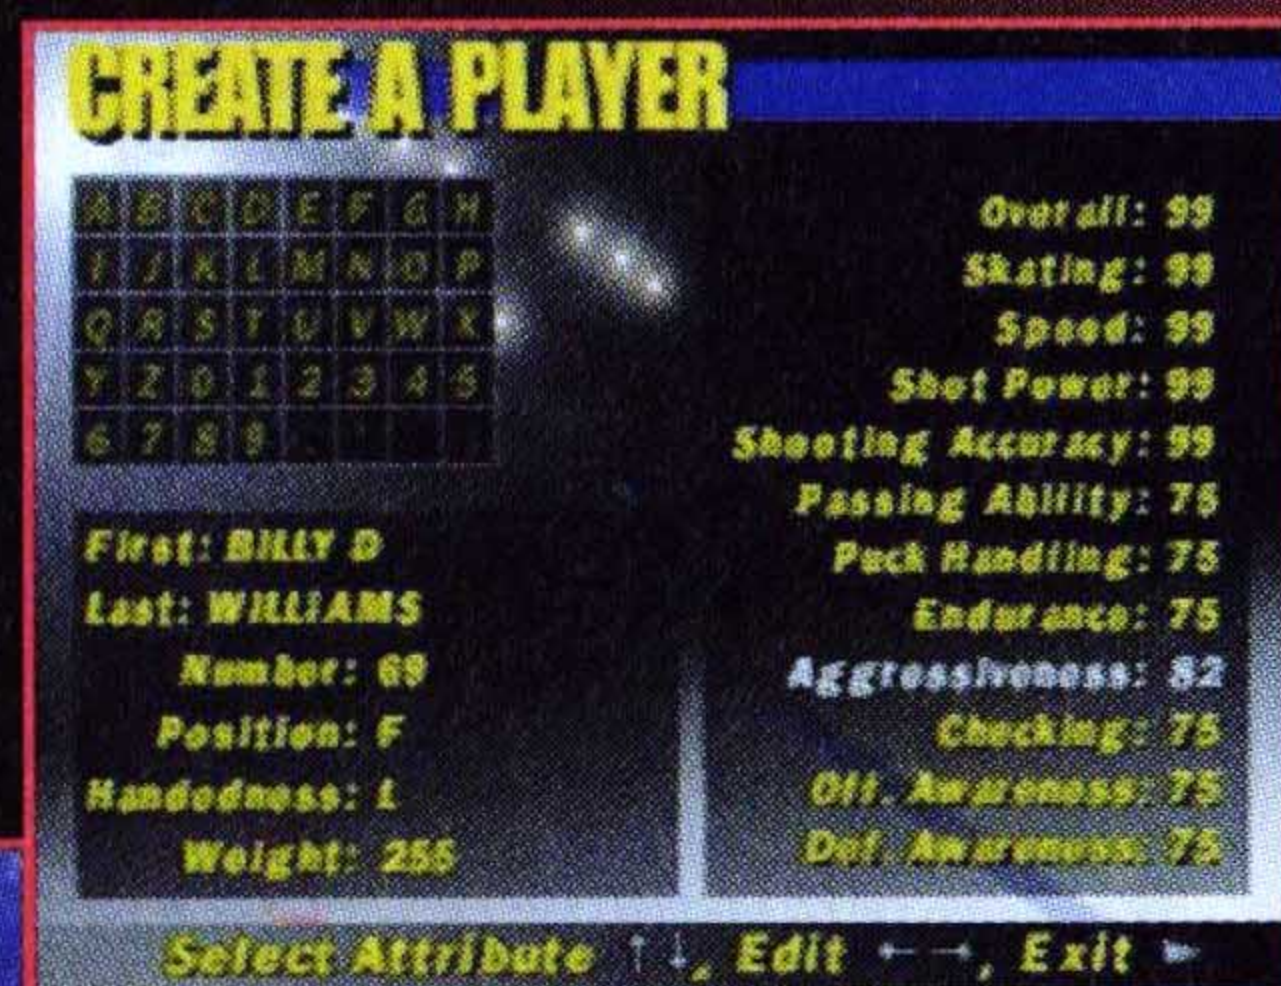 CREATE A PLAYER
A B C D E F G H
I J K L M N O P
Q R S T U V W X
Y Z 0 1 2 3 4 5
6 7 8 9
First: BILLY D
Last: WILLIAMS
Number: 69
Position: F
Handedness: L
Weight: 255
Overall: 99
Skating: 99
Speed: 99
Shot Power: 99
Shooting Accuracy: 99
Passing Ability: 75
Puck Handling: 75
Endurance: 75
Aggressiveness: 82
Checking: 75
Off. Awareness: 75
Def. Awareness: 75
Select Attribute ↑↓, Edit ←→, Exit ►